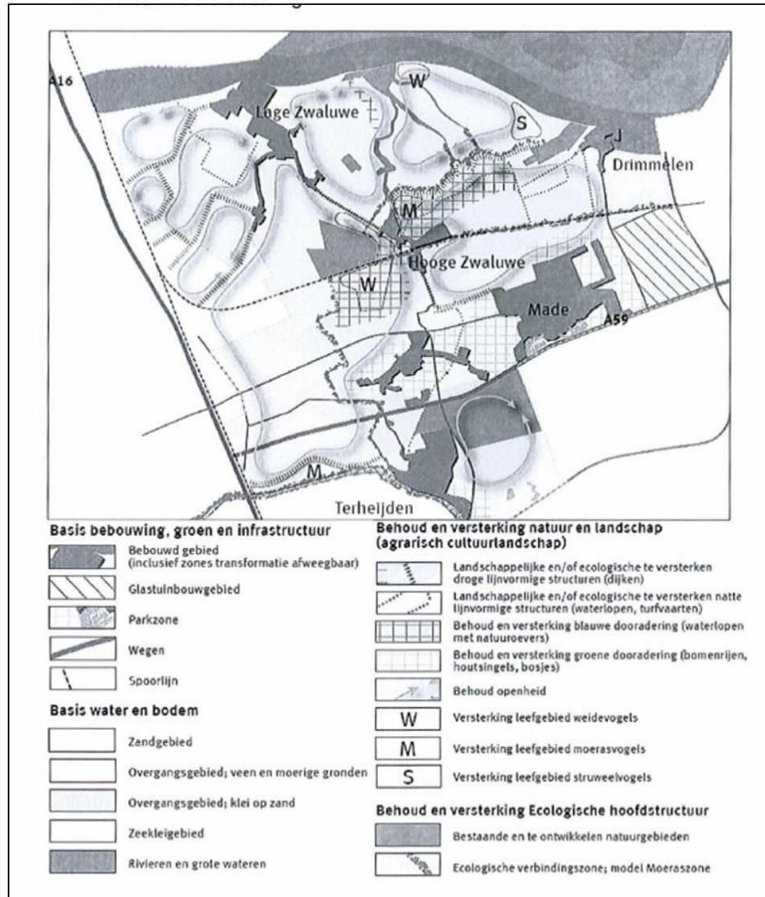 A16
Lage Zwaluwe
W
S
Drimmelen
M
Hooge Zwaluwe
W
Made
A59
M
Terheijden
Basis bebouwing, groen en infrastructuur
Bebouwd gebied
(inclusief zones transformatie afweegbaar)
Glastuinbouwgebied
Parkzone
Wegen
Spoorlijn
Basis water en bodem
Zandgebied
Overgangsgebied; veen en moerige gronden
Overgangsgebied; klei op zand
Zeekleigebied
Rivieren en grote wateren
Behoud en versterking natuur en landschap
(agrarisch cultuurlandschap)
Landschappelijke en/of ecologische te versterken
droge lijnvormige structuren (dijken)
Landschappelijke en/of ecologische te versterken natte
lijnvormige structuren (waterlopen, turfvaarten)
Behoud en versterking blauwe dooradering (waterlopen
met natuuroevers)
Behoud en versterking groene dooradering (bomenrijen,
houtsingels, bosjes)
Behoud openheid
W Versterking leefgebied weidevogels
M Versterking leefgebied moerasvogels
S Versterking leefgebied struweelvogels
Behoud en versterking Ecologische hoofdstructuur
Bestaande en te ontwikkelen natuurgebieden
Ecologische verbindingszone; model Moeraszone